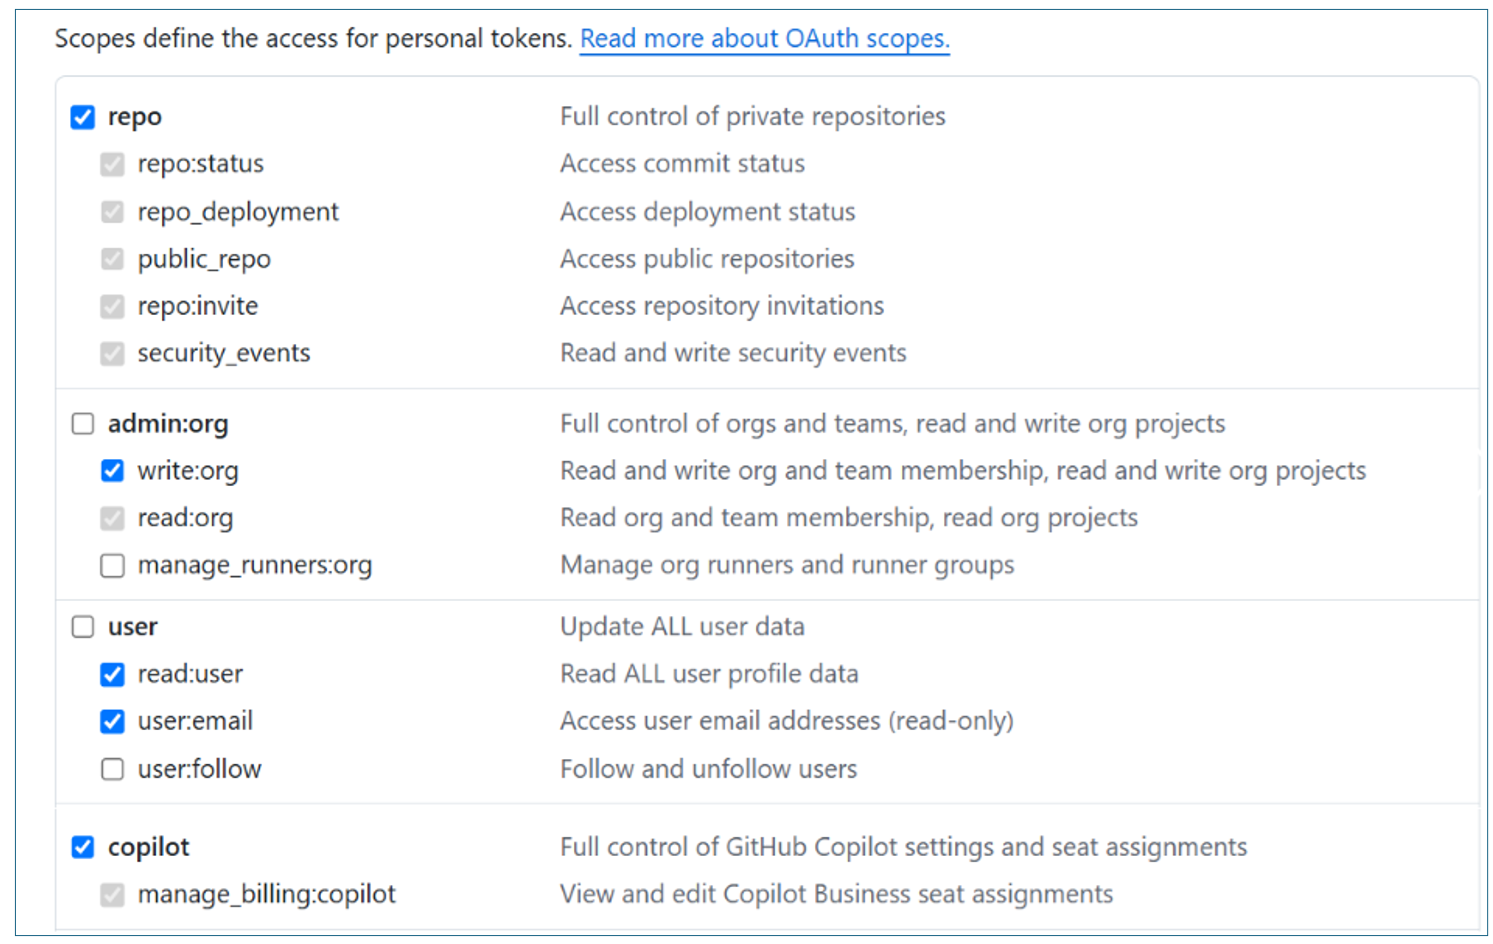 Scopes define the access for personal tokens. Read more about OAuth scopes.
repo Full control of private repositories
repo:status Access commit status
repo_deployment Access deployment status
public_repo Access public repositories
repo:invite Access repository invitations
security_events Read and write security events
admin:org Full control of orgs and teams, read and write org projects
write:org Read and write org and team membership, read and write org projects
read:org Read org and team membership, read org projects
manage_runners:org Manage org runners and runner groups
user Update ALL user data
read:user Read ALL user profile data
user:email Access user email addresses (read-only)
user:follow Follow and unfollow users
copilot Full control of GitHub Copilot settings and seat assignments
manage_billing:copilot View and edit Copilot Business seat assignments